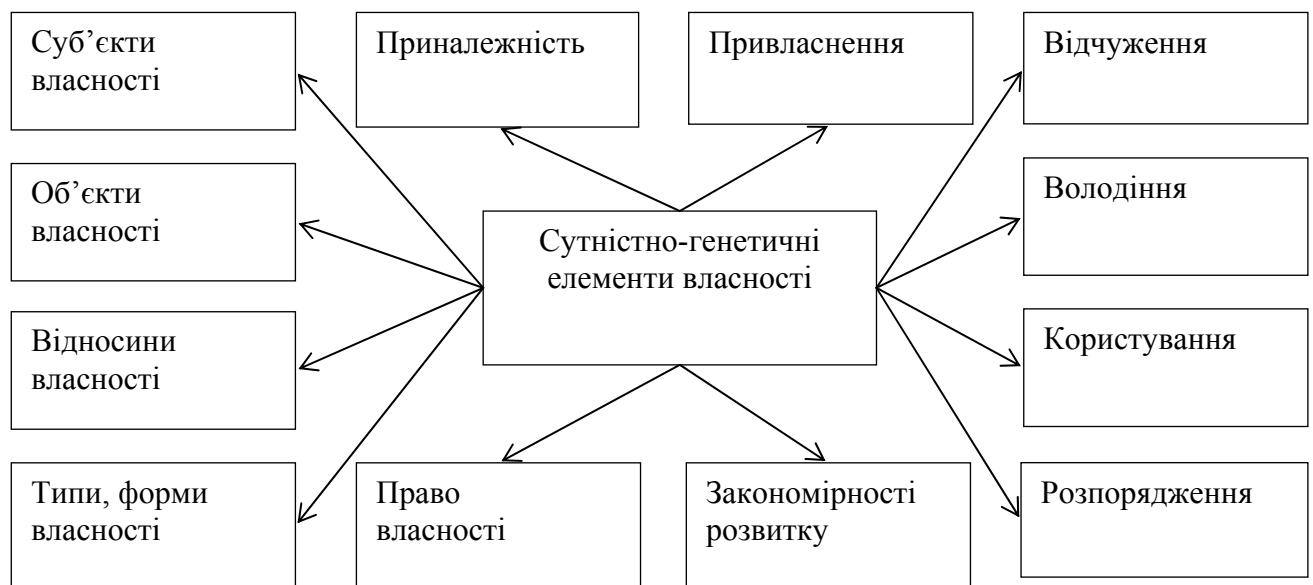 Суб’єкти
власності
Приналежність
Привласнення
Відчуження
Об’єкти
власності
Сутністно-генетичні
елементи власності
Володіння
Відносини
власності
Користування
Типи, форми
власності
Право
власності
Закономірності
розвитку
Розпорядження